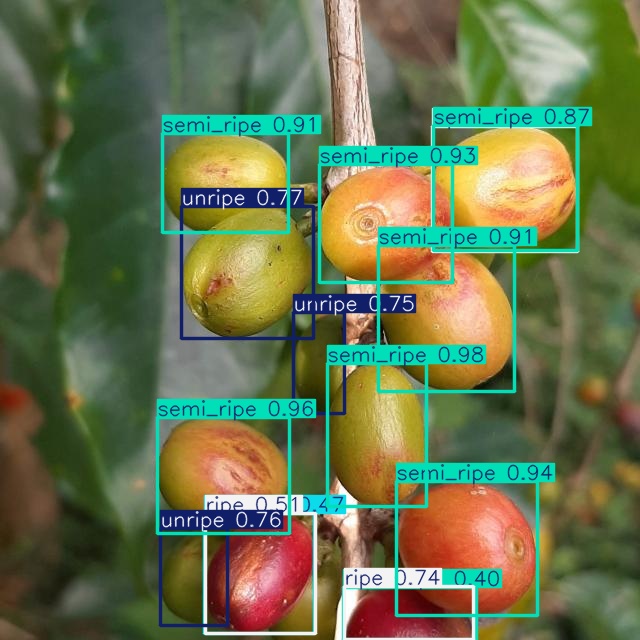 semi_ripe 0.91
semi_ripe 0.87
semi_ripe 0.93
unripe 0.77
semi_ripe 0.91
unripe 0.75
semi_ripe 0.98
semi_ripe 0.96
semi_ripe 0.94
ripe 0.51
0.47
unripe 0.76
ripe 0.74
0.40